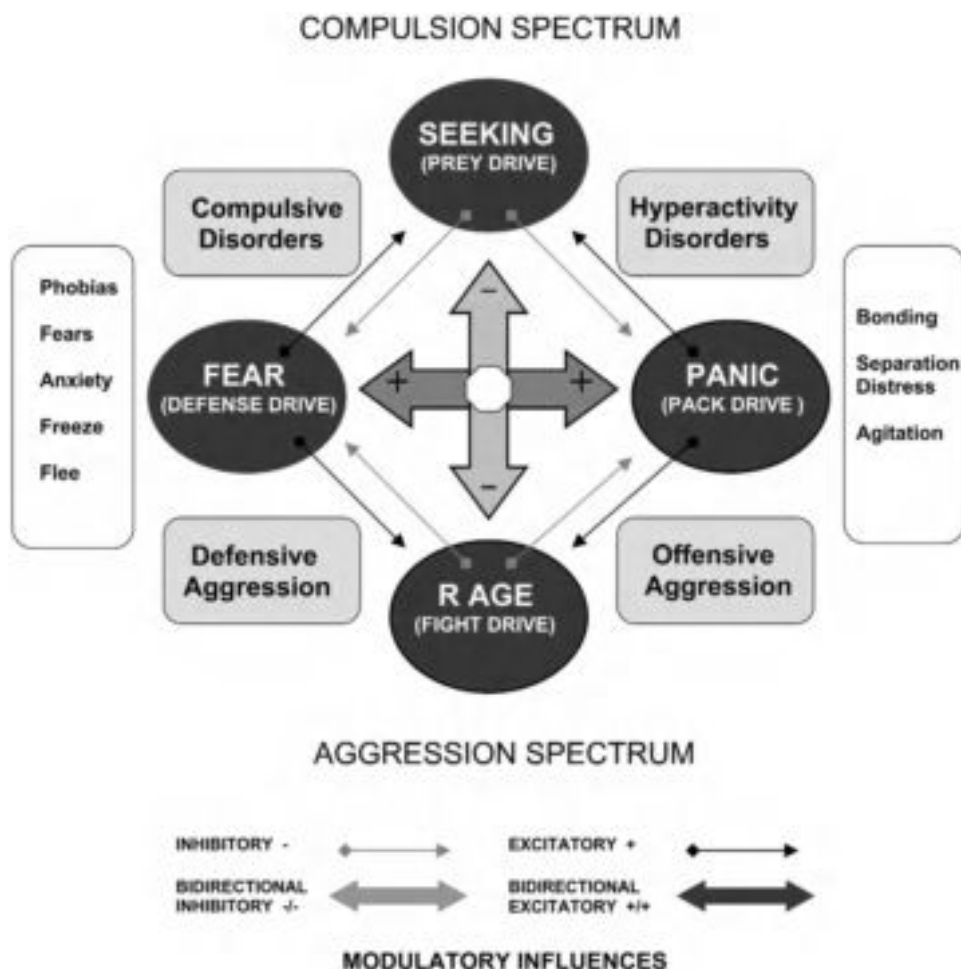 COMPULSION SPECTRUM
SEEKING
(PREY DRIVE)
Compulsive
Disorders
Hyperactivity
Disorders
Phobias
Fears
Anxiety
Freeze
Flee
FEAR
(DEFENSE DRIVE)
–
+
+
–
PANIC
(PACK DRIVE )
Bonding
Separation
Distress
Agitation
Defensive
Aggression
R AGE
(FIGHT DRIVE)
Offensive
Aggression
AGGRESSION SPECTRUM
INHIBITORY -
EXCITATORY +
BIDIRECTIONAL
INHIBITORY -/-
BIDIRECTIONAL
EXCITATORY +/+
MODULATORY INFLUENCES